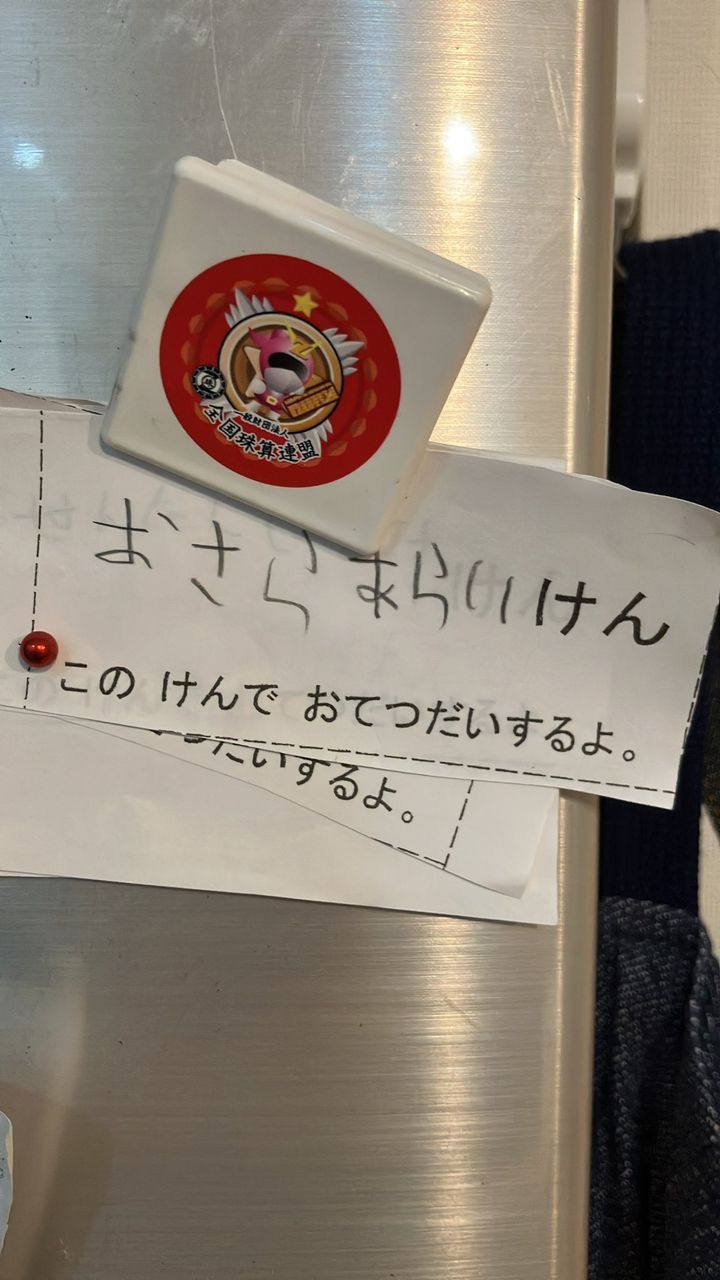 一般財団法人
全国珠算連盟
おさらあらいけん
この けんで おてつだいするよ。
だいするよ。